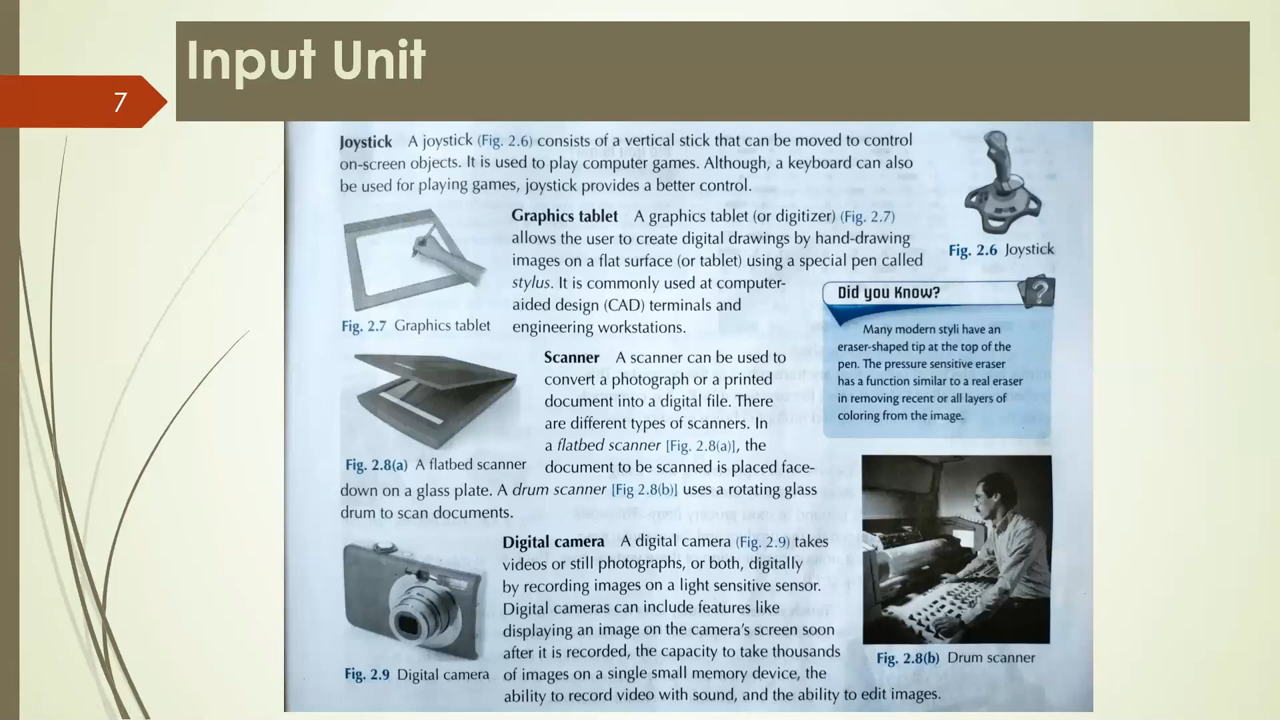 Input Unit
7
Joystick A joystick (Fig. 2.6) consists of a vertical stick that can be moved to control
on-screen objects. It is used to play computer games. Although, a keyboard can also
be used for playing games, joystick provides a better control.
Fig. 2.6 Joystick
Graphics tablet A graphics tablet (or digitizer) (Fig. 2.7)
allows the user to create digital drawings by hand-drawing
images on a flat surface (or tablet) using a special pen called
stylus. It is commonly used at computer-
aided design (CAD) terminals and
engineering workstations.
Fig. 2.7 Graphics tablet
Did you Know?
?
Many modern styli have an
eraser-shaped tip at the top of the
pen. The pressure sensitive eraser
has a function similar to a real eraser
in removing recent or all layers of
coloring from the image.
Scanner A scanner can be used to
convert a photograph or a printed
document into a digital file. There
are different types of scanners. In
a flatbed scanner [Fig. 2.8(a)], the
document to be scanned is placed face-
down on a glass plate. A drum scanner [Fig 2.8(b)] uses a rotating glass
drum to scan documents.
Fig. 2.8(a) A flatbed scanner
Digital camera A digital camera (Fig. 2.9) takes
videos or still photographs, or both, digitally
by recording images on a light sensitive sensor.
Digital cameras can include features like
displaying an image on the camera's screen soon
after it is recorded, the capacity to take thousands
of images on a single small memory device, the
ability to record video with sound, and the ability to edit images.
Fig. 2.9 Digital camera
Fig. 2.8(b) Drum scanner